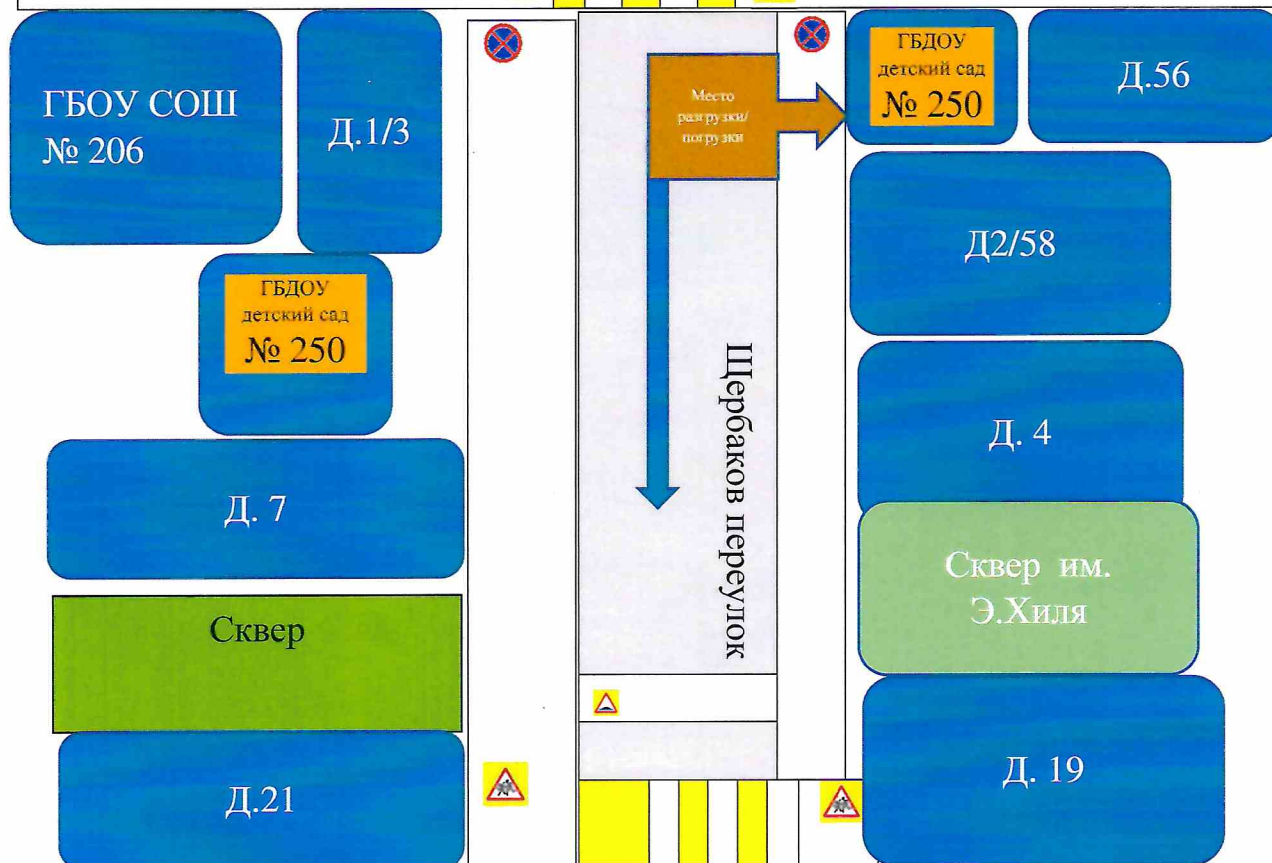 ГБОУ СОШ
№ 206
Д.1/3
ГБДОУ
детский сад
№ 250
Д. 7
Сквер
Д.21
Место
разгрузки/
погрузки
Щербаков переулок
ГБДОУ
детский сад
№ 250
Д.56
Д2/58
Д. 4
Сквер им.
Э.Хиля
Д. 19